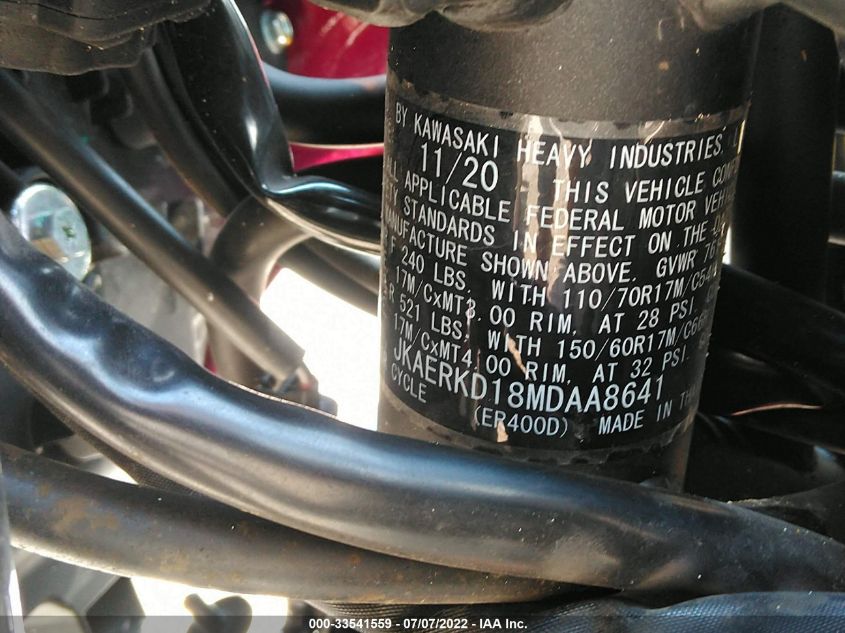 BY KAWASAKI HEAVY INDUSTRIES
11/20 THIS VEHICLE
APPLICABLE FEDERAL MOTOR
STANDARDS IN EFFECT ON THE
MANUFACTURE SHOWN ABOVE. GVWR
240 LBS. WITH 110/70R17M/C54
17M/CxMT3.00 RIM, AT 28 PSI.
521 LBS. WITH 150/60R17M/C
17M/CxMT4.00 RIM, AT 32 PSI.
JKAERKD18MDAA8641
CYCLE (ER400D) MADE IN
000-33541559 - 07/07/2022 - IAA Inc.